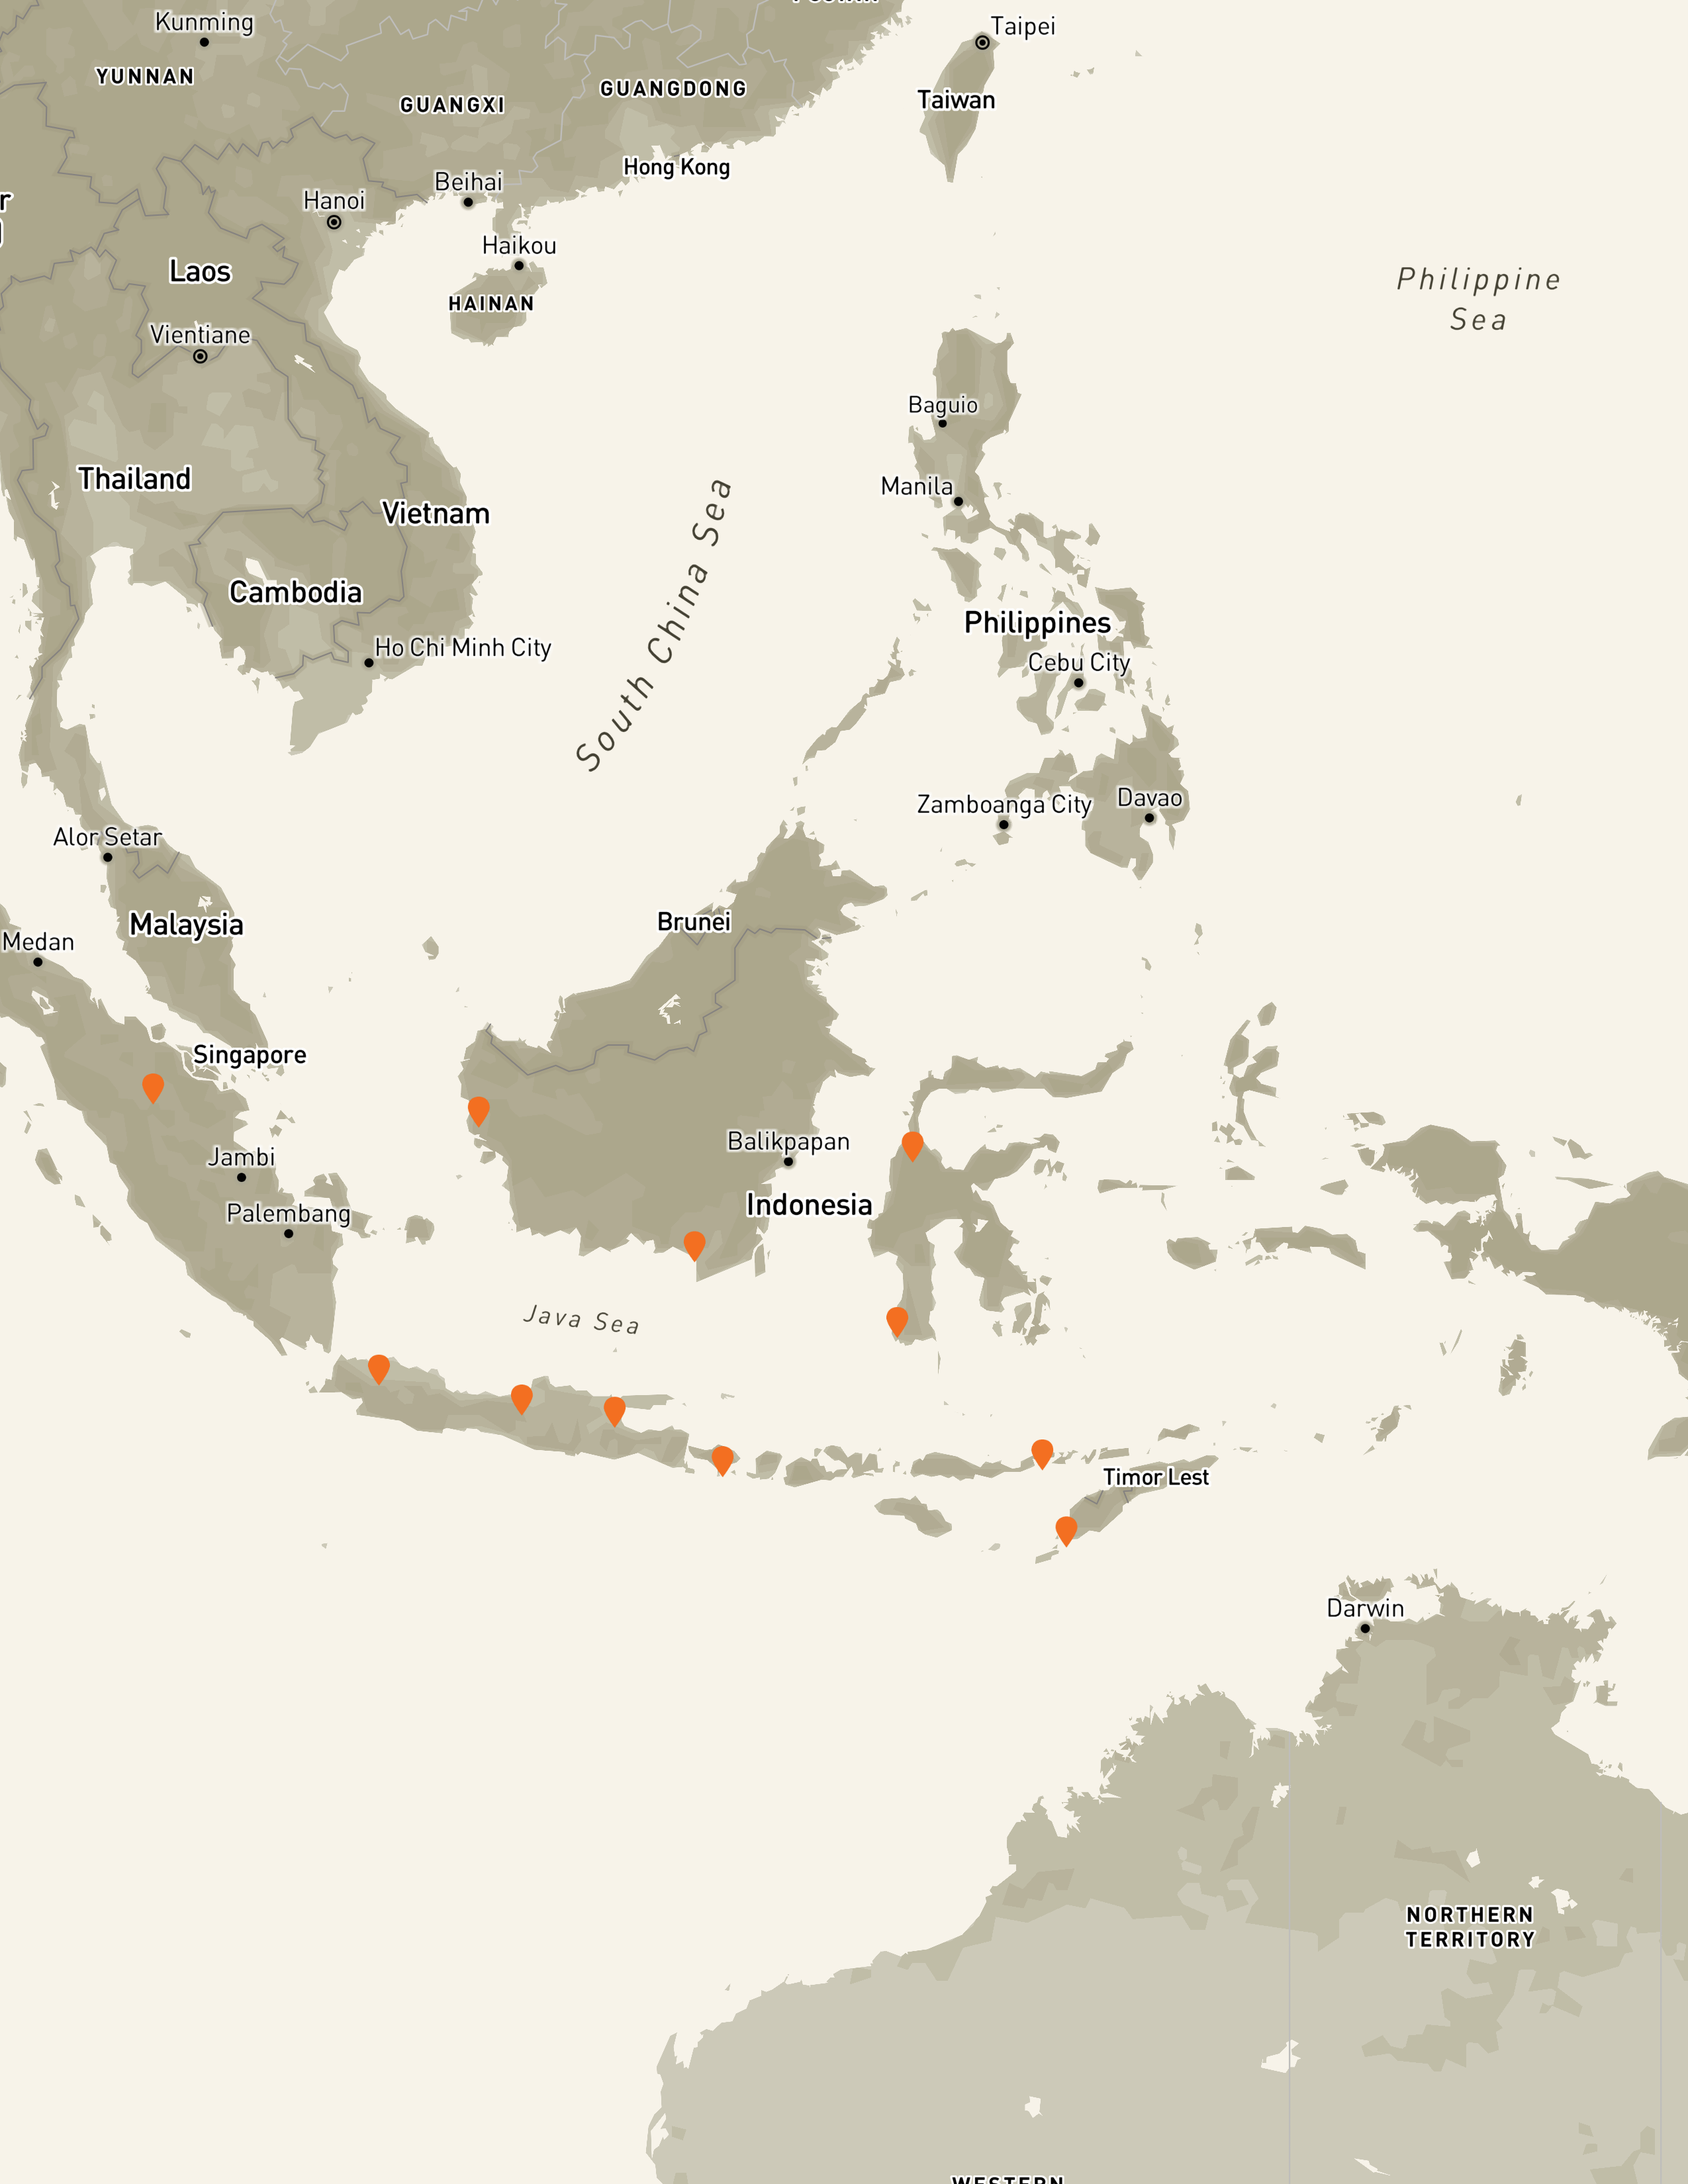 Kunming
Taipei
YUNNAN
GUANGXI
GUANGDONG
Taiwan
Hong Kong
Beihai
Hanoi
Haikou
Laos
HAINAN
Philippine
Sea
Vientiane
Baguio
Thailand
Manila
Vietnam
South China Sea
Cambodia
Philippines
Ho Chi Minh City
Cebu City
Zamboanga City
Davao
Alor Setar
Malaysia
Brunei
Medan
Singapore
Balikpapan
Jambi
Indonesia
Palembang
Java Sea
Timor Lest
Darwin
NORTHERN
TERRITORY
WESTERN